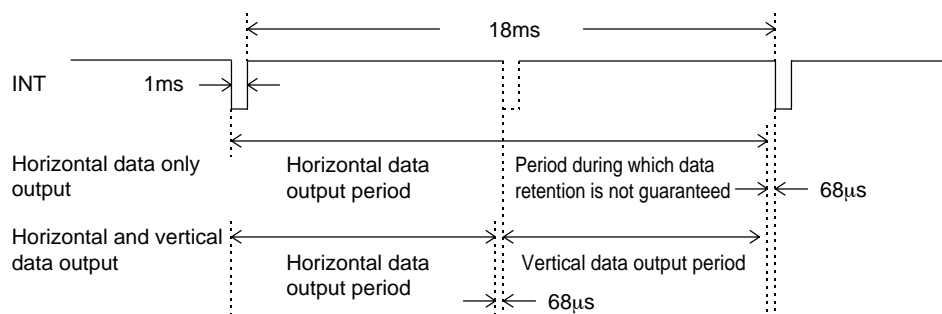 18ms
INT
1ms
Horizontal data only
output
Horizontal data
output period
Period during which data
retention is not guaranteed
68μs
Horizontal and vertical
data output
Horizontal data
output period
Vertical data output period
68μs